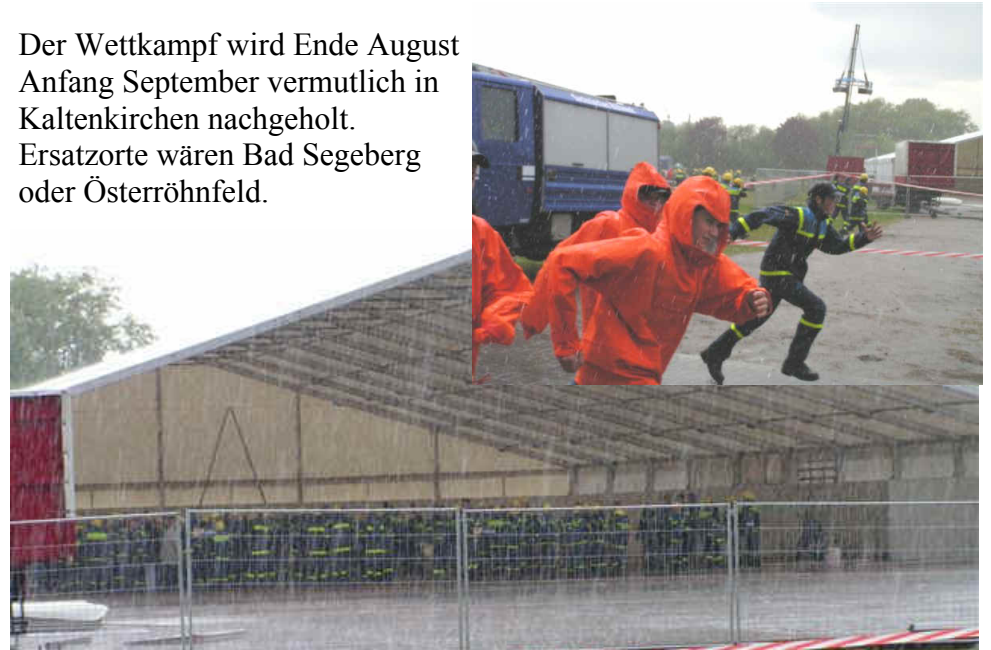 Der Wettkampf wird Ende August
Anfang September vermutlich in
Kaltenkirchen nachgeholt.
Ersatzorte wären Bad Segeberg
oder Österröhnfeld.